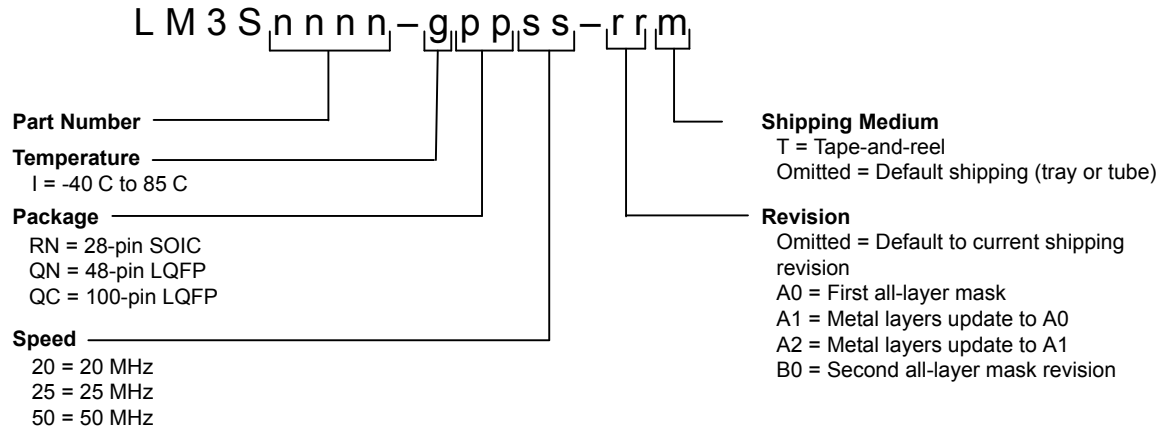 LM3Snnnn–gppss–rrm
Part Number
Temperature
I = -40 C to 85 C
Package
RN = 28-pin SOIC
QN = 48-pin LQFP
QC = 100-pin LQFP
Speed
20 = 20 MHz
25 = 25 MHz
50 = 50 MHz
Shipping Medium
T = Tape-and-reel
Omitted = Default shipping (tray or tube)
Revision
Omitted = Default to current shipping
revision
A0 = First all-layer mask
A1 = Metal layers update to A0
A2 = Metal layers update to A1
B0 = Second all-layer mask revision